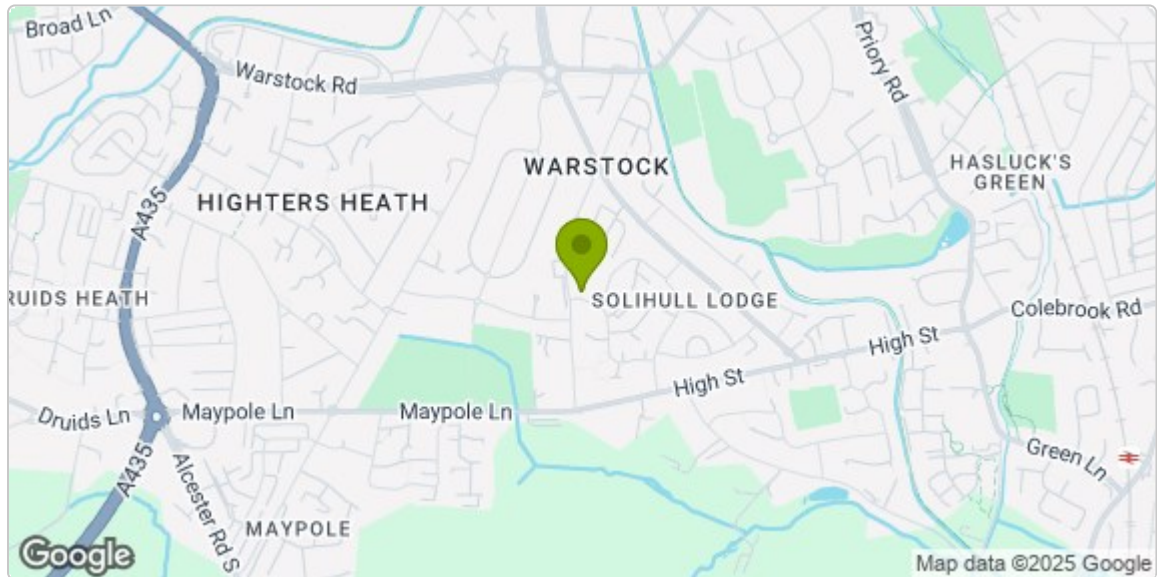 Broad Ln
Warstock Rd
Priory Rd
WARSTOCK
HASLUCK'S
GREEN
A435
HIGHTERS HEATH
RUIDS HEATH
SOLIHULL LODGE
Colebrook Rd
High St
High St
Druids Ln
Maypole Ln
Maypole Ln
A435
Alcester Rd S
Green Ln
MAYPOLE
Google
Map data ©2025 Google